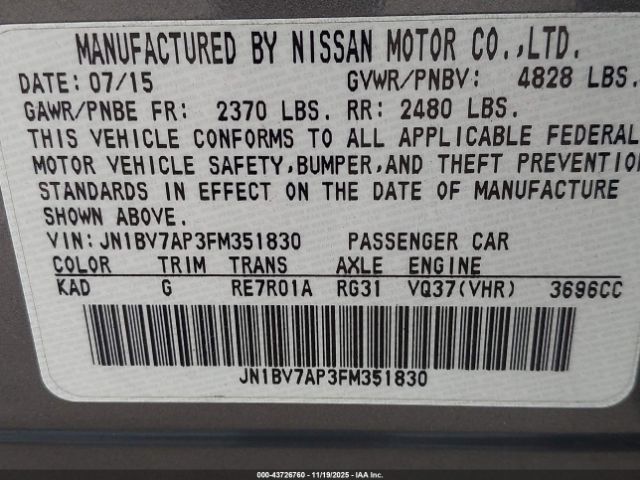 MANUFACTURED BY NISSAN MOTOR CO.,LTD.
DATE: 07/15 GVWR/PNBV: 4828 LBS.
GAWR/PNBE FR: 2370 LBS. RR: 2480 LBS.
THIS VEHICLE CONFORMS TO ALL APPLICABLE FEDERAL
MOTOR VEHICLE SAFETY,BUMPER,AND THEFT PREVENTION
STANDARDS IN EFFECT ON THE DATE OF MANUFACTURE
SHOWN ABOVE.
VIN:JN1BV7AP3FM351830 PASSENGER CAR
COLOR TRIM TRANS AXLE ENGINE
KAD G RE7R01A RG31 VQ37(VHR) 3696CC
JN1BV7AP3FM351830
000-43726760 - 11/19/2025 - IAAI.com